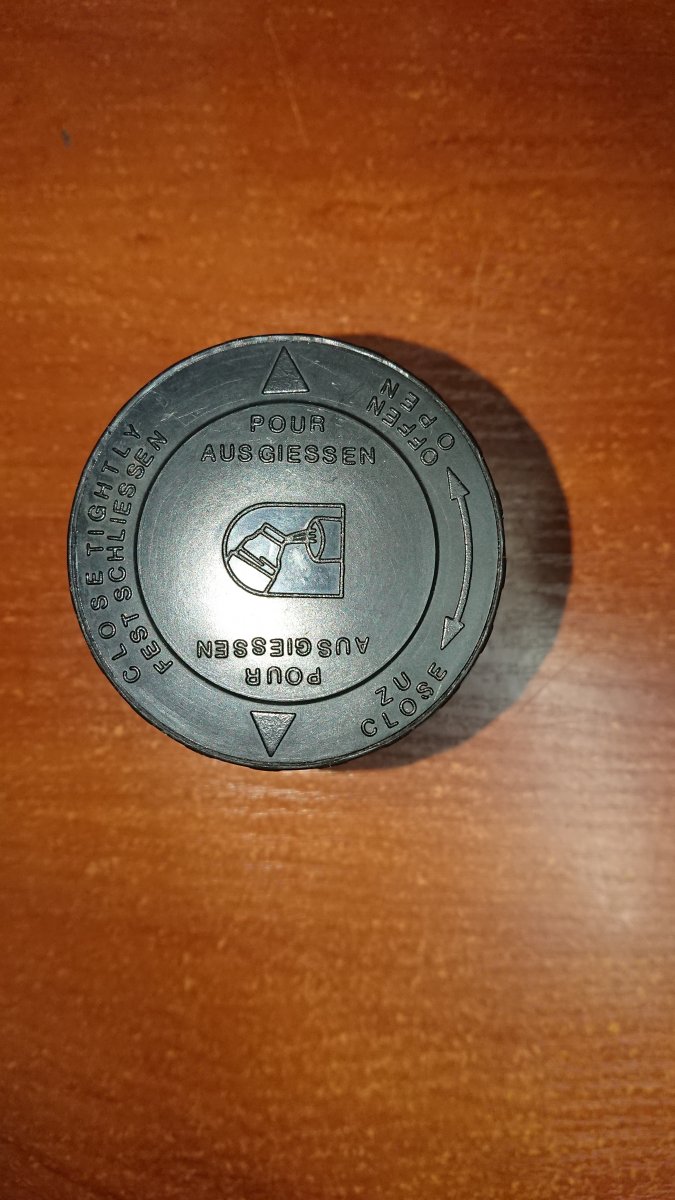 POUR
AUSGIESSEN
OFFEN
OPEN
ZU
CLOSE
POUR
AUSGIESSEN
CLOSE TIGHTLY
FEST SCHLIESSEN